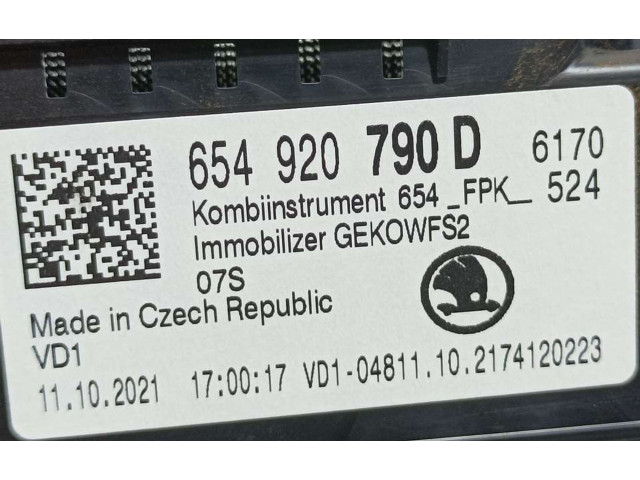 654 920 790 D 6170
Kombiinstrument 654 _FPK_ 524
Immobilizer GEKOWFS2
07S
Made in Czech Republic
VD1
11.10.2021 17:00:17 VD1-04811.10.2174120223